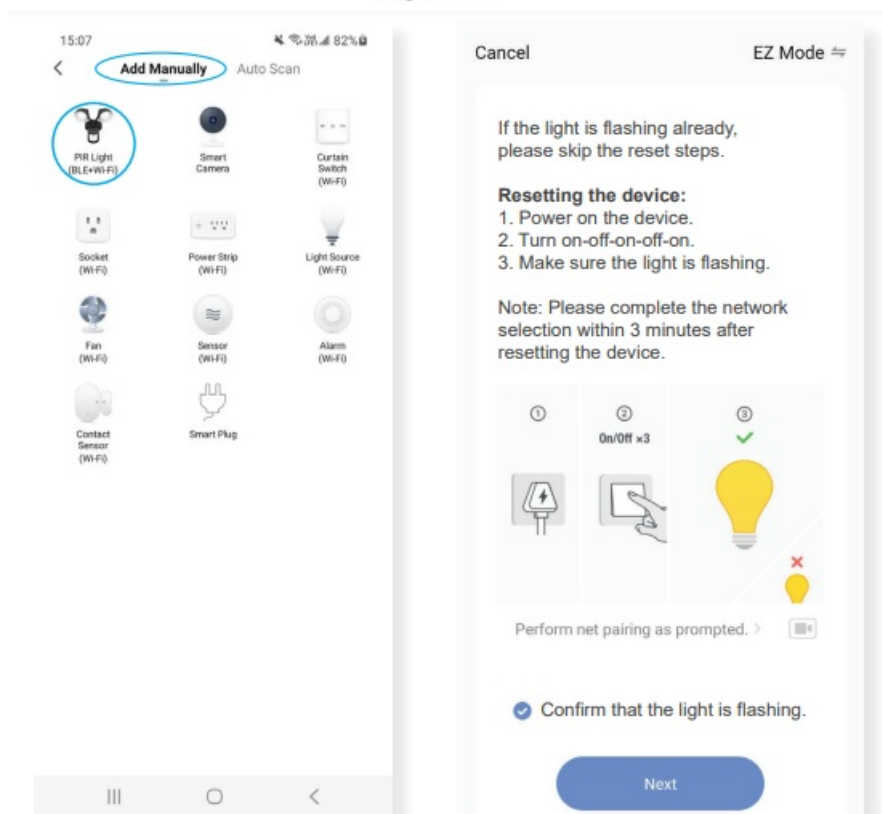 15:07
82%
Add Manually Auto Scan
PIR Light
(BLE+Wi-Fi)
Smart
Camera
Curtain
Switch
(Wi-Fi)
Socket
(Wi-Fi)
Power Strip
(Wi-Fi)
Light Source
(Wi-Fi)
Fan
(Wi-Fi)
Sensor
(Wi-Fi)
Alarm
(Wi-Fi)
Contact
Sensor
(Wi-Fi)
Smart Plug
Cancel
EZ Mode
If the light is flashing already,
please skip the reset steps.
Resetting the device:
1. Power on the device.
2. Turn on-off-on-off-on.
3. Make sure the light is flashing.
Note: Please complete the network
selection within 3 minutes after
resetting the device.
① ② ③
On/Off ×3
Perform net pairing as prompted. >
Confirm that the light is flashing.
Next